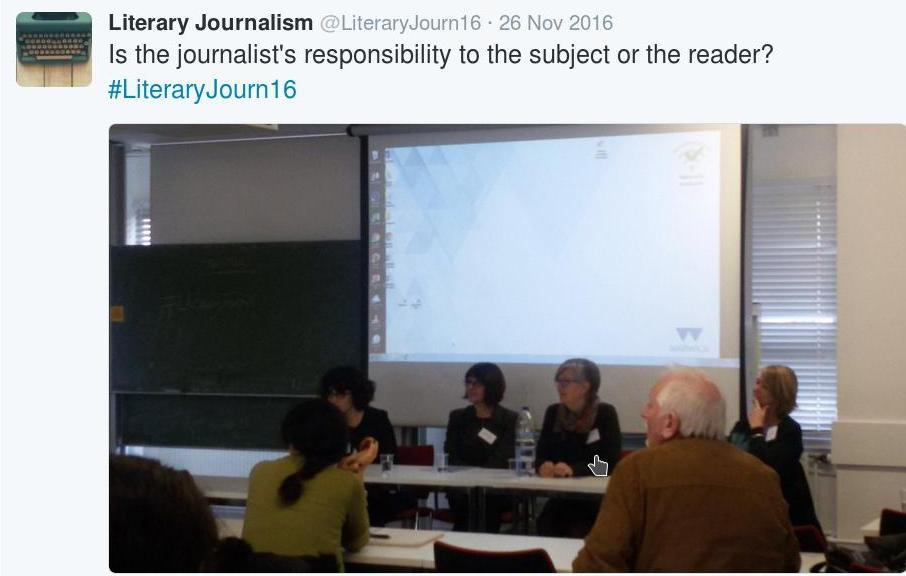 Literary Journalism @LiteraryJourn16 · 26 Nov 2016
Is the journalist's responsibility to the subject or the reader?
#LiteraryJourn16